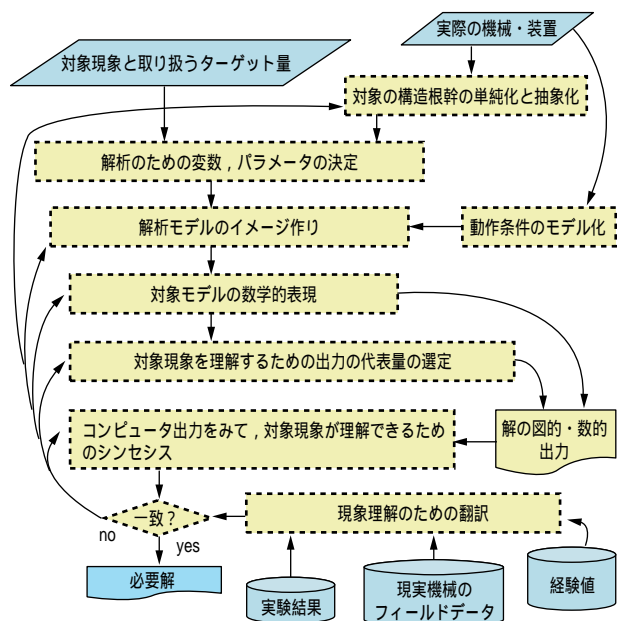 実際の機械・装置
対象現象と取り扱うターゲット量
対象の構造根幹の単純化と抽象化
解析のための変数，パラメータの決定
解析モデルのイメージ作り
動作条件のモデル化
対象モデルの数学的表現
対象現象を理解するための出力の代表量の選定
コンピュータ出力をみて，対象現象が理解できるため
のシンセシス
解の図的・数的
出力
一致？
no
yes
現象理解のための翻訳
必要解
実験結果
現実機械の
フィールドデータ
経験値